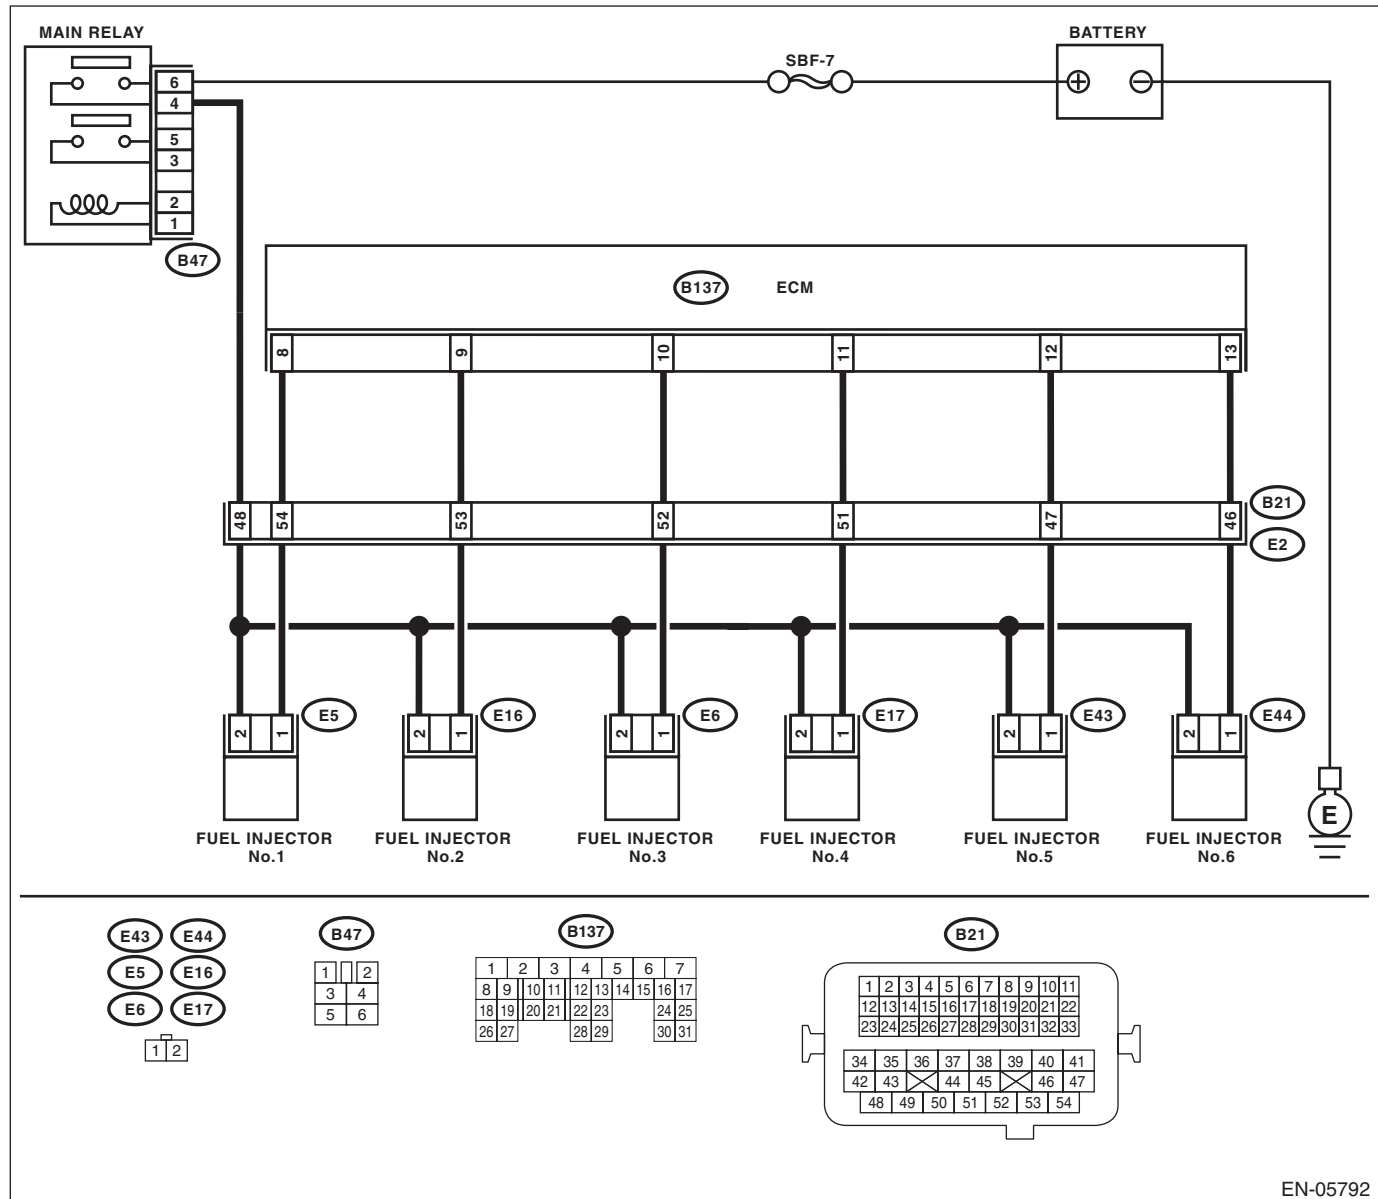 MAIN RELAY
BATTERY
SBF-7
6
4
5
3
2
1
B47
B137 ECM
8 9 10 11 12 13
48 54 53 52 51 47 46
B21
E2
E5 E16 E6 E17 E43 E44
2 1 2 1 2 1 2 1 2 1 2 1
E
FUEL INJECTOR No.1
FUEL INJECTOR No.2
FUEL INJECTOR No.3
FUEL INJECTOR No.4
FUEL INJECTOR No.5
FUEL INJECTOR No.6
E43 E44
E5 E16
E6 E17
1 2
B47
1 2
3 4
5 6
B137
1 2 3 4 5 6 7
8 9 10 11 12 13 14 15 16 17
18 19 20 21 22 23 24 25
26 27 28 29 30 31
B21
1 2 3 4 5 6 7 8 9 10 11
12 13 14 15 16 17 18 19 20 21 22
23 24 25 26 27 28 29 30 31 32 33
34 35 36 37 38 39 40 41
42 43 44 45 46 47
48 49 50 51 52 53 54
EN-05792